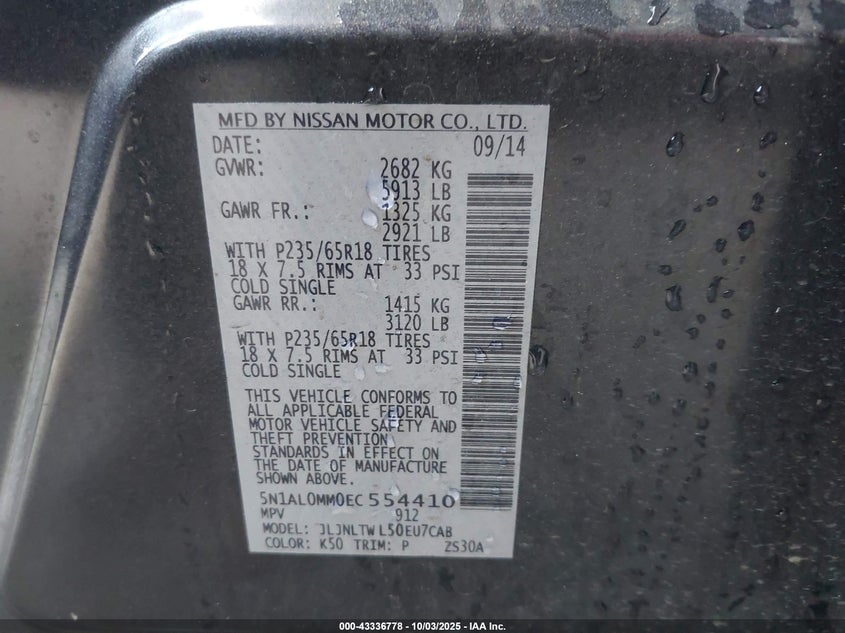 MFD BY NISSAN MOTOR CO., LTD.
DATE: 09/14
GVWR: 2682 KG
5913 LB
GAWR FR.: 1325 KG
2921 LB
WITH P235/65R18 TIRES
18 X 7.5 RIMS AT 33 PSI
COLD SINGLE
GAWR RR.: 1415 KG
3120 LB
WITH P235/65R18 TIRES
18 X 7.5 RIMS AT 33 PSI
COLD SINGLE
THIS VEHICLE CONFORMS TO
ALL APPLICABLE FEDERAL
MOTOR VEHICLE SAFETY AND
THEFT PREVENTION
STANDARDS IN EFFECT ON
THE DATE OF MANUFACTURE
SHOWN ABOVE.
5N1AL0MM0EC554410
MPV 912
MODEL: JLJNLTWL50EU7CAB
COLOR: K50 TRIM: P ZS30A
000-43336778 - 10/03/2025 - IAA Inc.